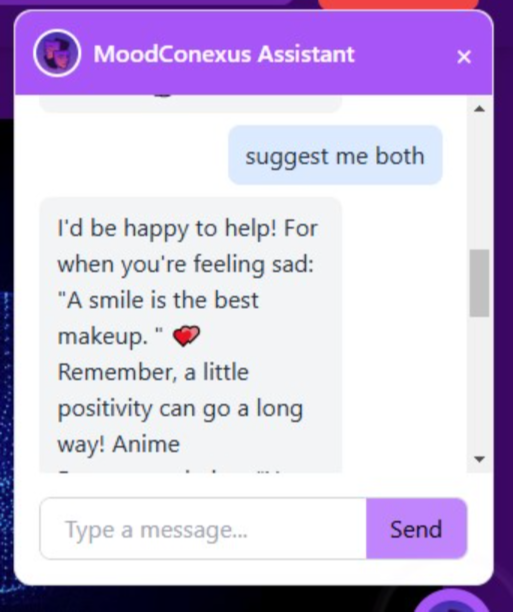 MoodConexus Assistant
×
suggest me both
I'd be happy to help! For
when you're feeling sad:
"A smile is the best
makeup. " 💕
Remember, a little
positivity can go a long
way! Anime
Type a message...
Send